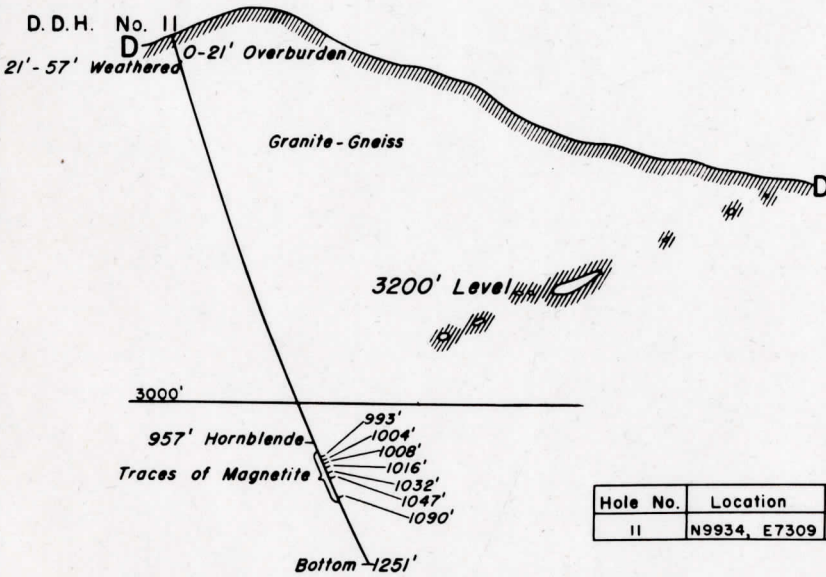 D.D.H. No. 11
D
0-21' Overburden
21'-57' Weathered
Granite-Gneiss
D
3200' Level
3000'
957' Hornblende
993'
1004'
1008'
1016'
Traces of Magnetite
1032'
1047'
1090'
Hole No. Location
11 N9934, E7309
Bottom 1251'